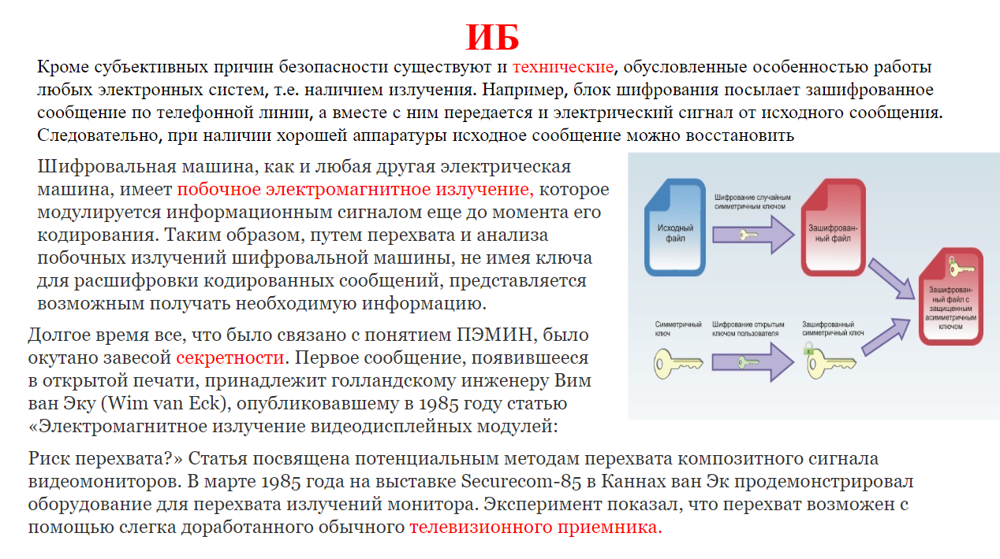 ИБ
Кроме субъективных причин безопасности существуют и технические, обусловленные особенностью работы
любых электронных систем, т.е. наличием излучения. Например, блок шифрования посылает зашифрованное
сообщение по телефонной линии, а вместе с ним передается и электрический сигнал от исходного сообщения.
Следовательно, при наличии хорошей аппаратуры исходное сообщение можно восстановить
Шифровальная машина, как и любая другая электрическая
машина, имеет побочное электромагнитное излучение, которое
модулируется информационным сигналом еще до момента его
кодирования. Таким образом, путем перехвата и анализа
побочных излучений шифровальной машины, не имея ключа
для расшифровки кодированных сообщений, представляется
возможным получать необходимую информацию.
Долгое время все, что было связано с понятием ПЭМИН, было
окутано завесой секретности. Первое сообщение, появившееся
в открытой печати, принадлежит голландскому инженеру Вим
ван Эку (Wim van Eck), опубликовавшему в 1985 году статью
«Электромагнитное излучение видеодисплейных модулей:
Риск перехвата?» Статья посвящена потенциальным методам перехвата композитного сигнала
видеомониторов. В марте 1985 года на выставке Securecom-85 в Каннах ван Эк продемонстрировал
оборудование для перехвата излучений монитора. Эксперимент показал, что перехват возможен с
помощью слегка доработанного обычного телевизионного приемника.
Исходный
файл
Шифрование случайным
симметричным ключом
Зашифрован-
ный файл
Симметричный
ключ
Шифрование открытым
ключом пользователя
Зашифрованный
симметричный ключ
Зашифрован-
ный файл с
защищенным
асимметричным
ключом